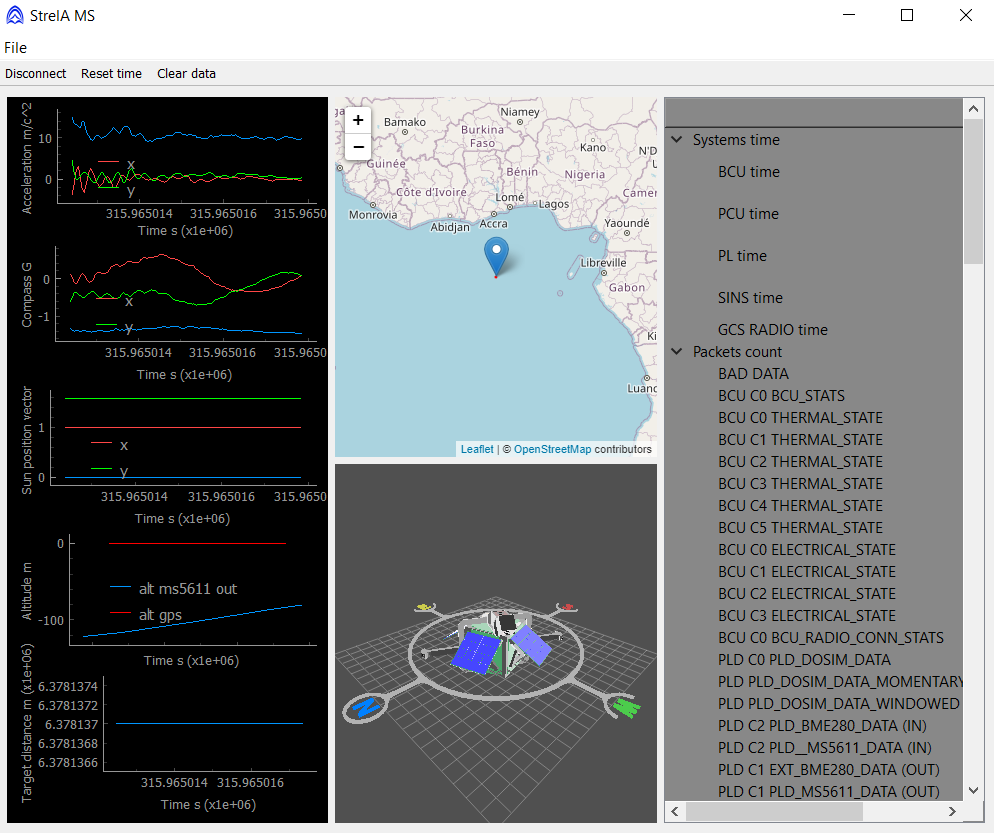 StrelA MS
File
Disconnect Reset time Clear data
Acceleration m/c^2
10
0
x
y
315.965014 315.965016 315.9650
Time s (x1e+06)
Compass G
0
-1
x
y
315.965014 315.965016 315.9650
Time s (x1e+06)
Sun position vector
1
0
x
y
315.965014 315.965016 315.9650
Time s (x1e+06)
Altitude m
0
-100
alt ms5611 out
alt gps
Time s (x1e+06)
Target distance m (x1e+06)
6.3781374
6.3781372
6.378137
6.3781368
6.3781366
315.965014 315.965016
Time s (x1e+06)
+
−
Niamey
Bamako
Burkina
Faso
Kano
N'D
Guinée
Bénin
Nigeria
Côte d'Ivoire
Camer
Lomé
Lagos
Monrovia
Abidjan
Accra
Yaoundé
Libreville
Gabon
Ki
Luanc
Leaflet | © OpenStreetMap contributors
N
Systems time
BCU time
PCU time
PL time
SINS time
GCS RADIO time
Packets count
BAD DATA
BCU C0 BCU_STATS
BCU C0 THERMAL_STATE
BCU C1 THERMAL_STATE
BCU C2 THERMAL_STATE
BCU C3 THERMAL_STATE
BCU C4 THERMAL_STATE
BCU C5 THERMAL_STATE
BCU C0 ELECTRICAL_STATE
BCU C1 ELECTRICAL_STATE
BCU C2 ELECTRICAL_STATE
BCU C3 ELECTRICAL_STATE
BCU C0 BCU_RADIO_CONN_STATS
PLD C0 PLD_DOSIM_DATA
PLD PLD_DOSIM_DATA_MOMENTARY
PLD PLD_DOSIM_DATA_WINDOWED
PLD C2 PLD_BME280_DATA (IN)
PLD C2 PLD__MS5611_DATA (IN)
PLD C1 EXT_BME280_DATA (OUT)
PLD C1 PLD_MS5611_DATA (OUT)